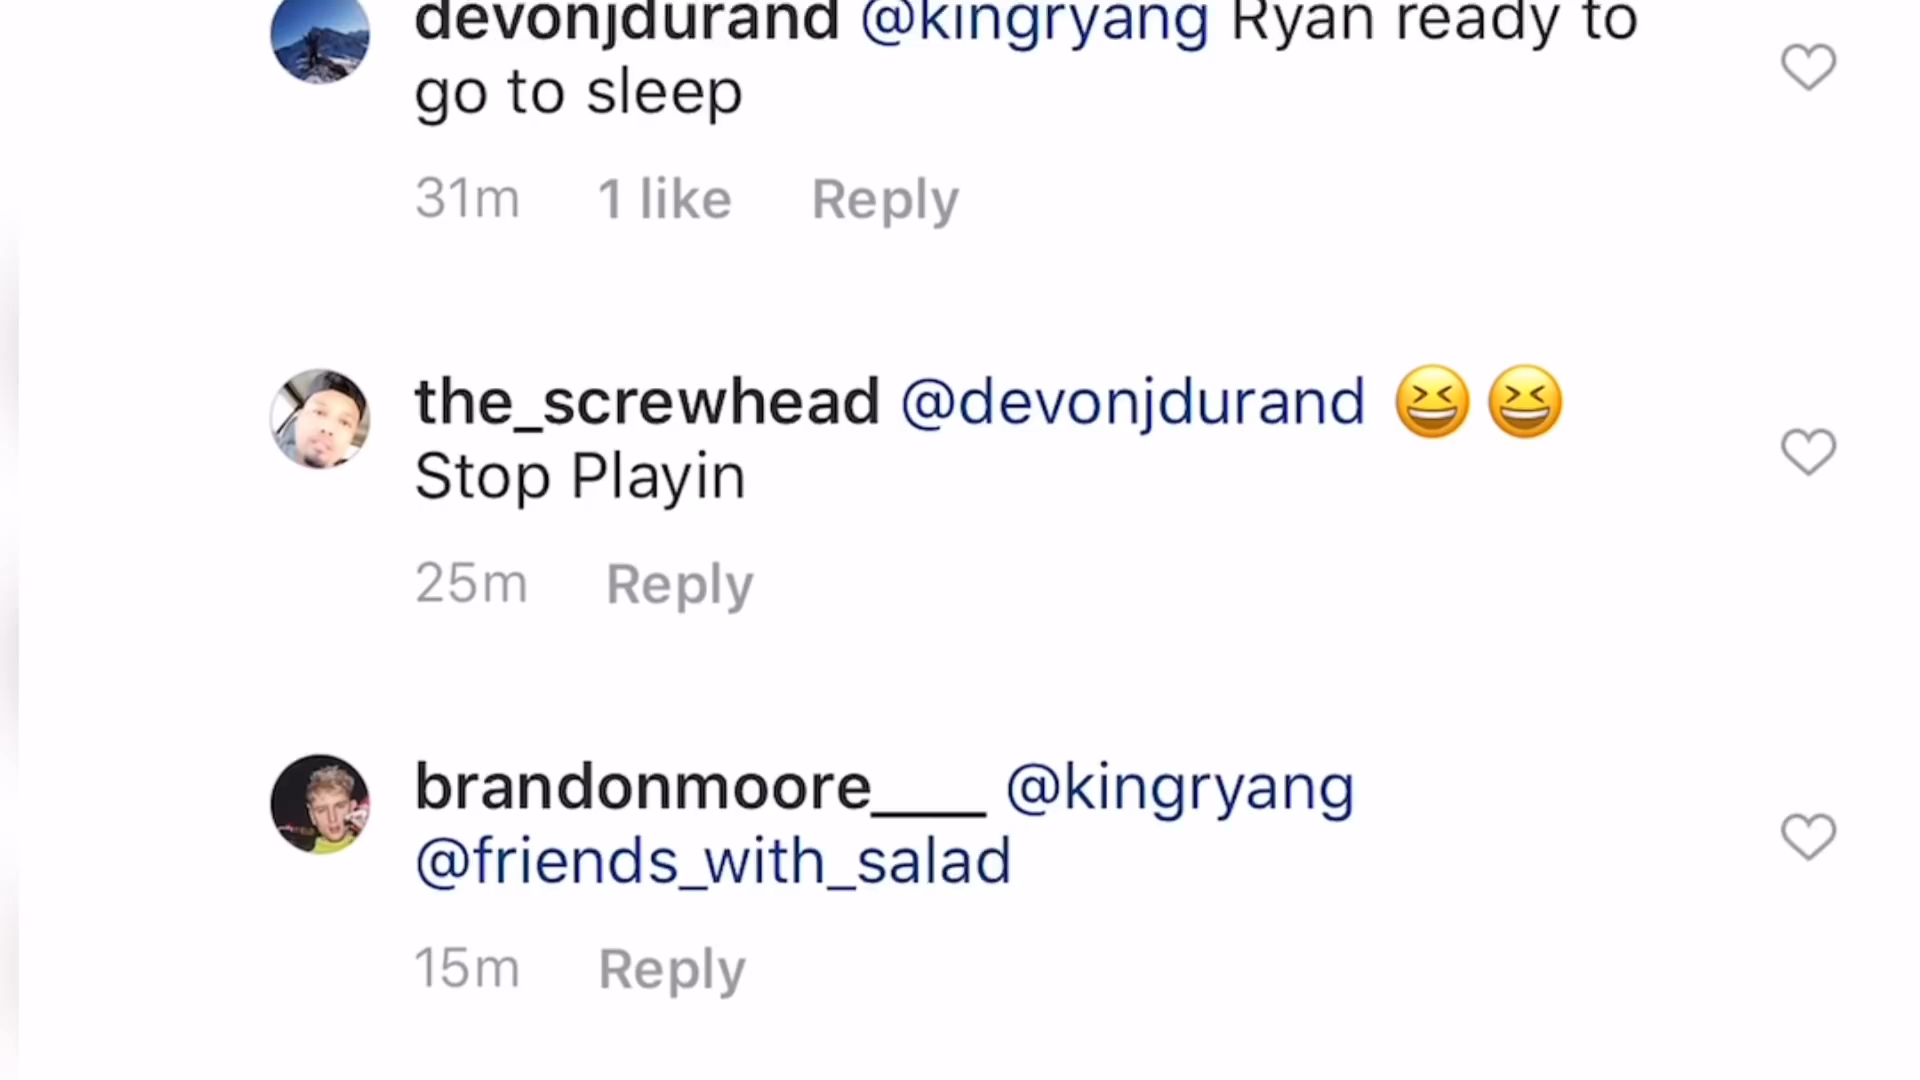 devonjdurand @kingryang Ryan ready to
go to sleep
31m 1 like Reply
the_screwhead @devonjdurand 😆😆
Stop Playin
25m Reply
brandonmoore____ @kingryang
@friends_with_salad
15m Reply